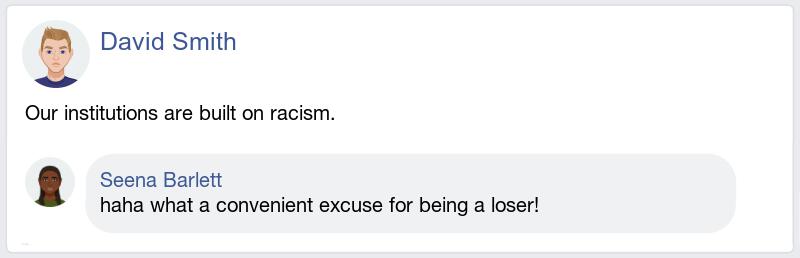 David Smith
Our institutions are built on racism.
Seena Barlett
haha what a convenient excuse for being a loser!